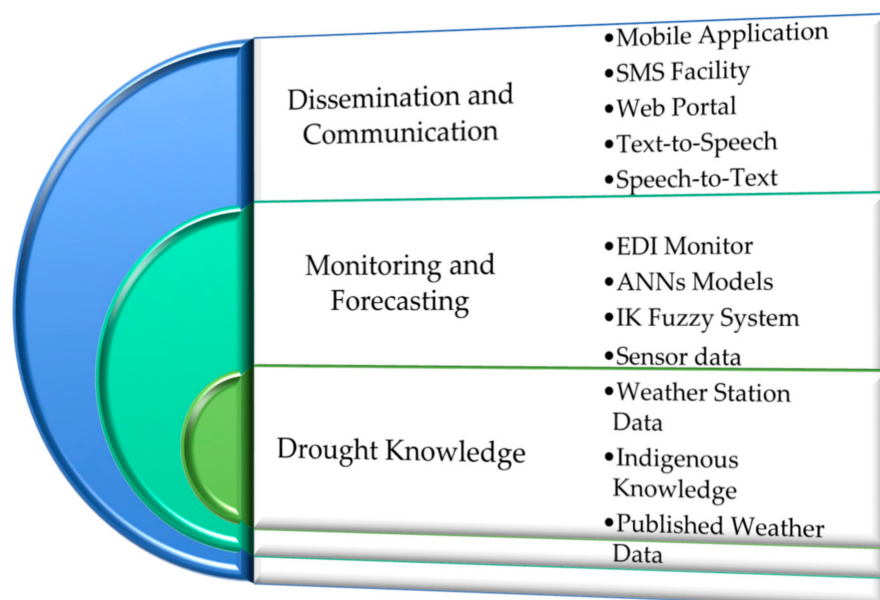 Dissemination and
Communication
•Mobile Application
•SMS Facility
•Web Portal
•Text-to-Speech
•Speech-to-Text
Monitoring and
Forecasting
•EDI Monitor
•ANNs Models
•IK Fuzzy System
•Sensor data
Drought Knowledge
•Weather Station
Data
•Indigenous
Knowledge
•Published Weather
Data